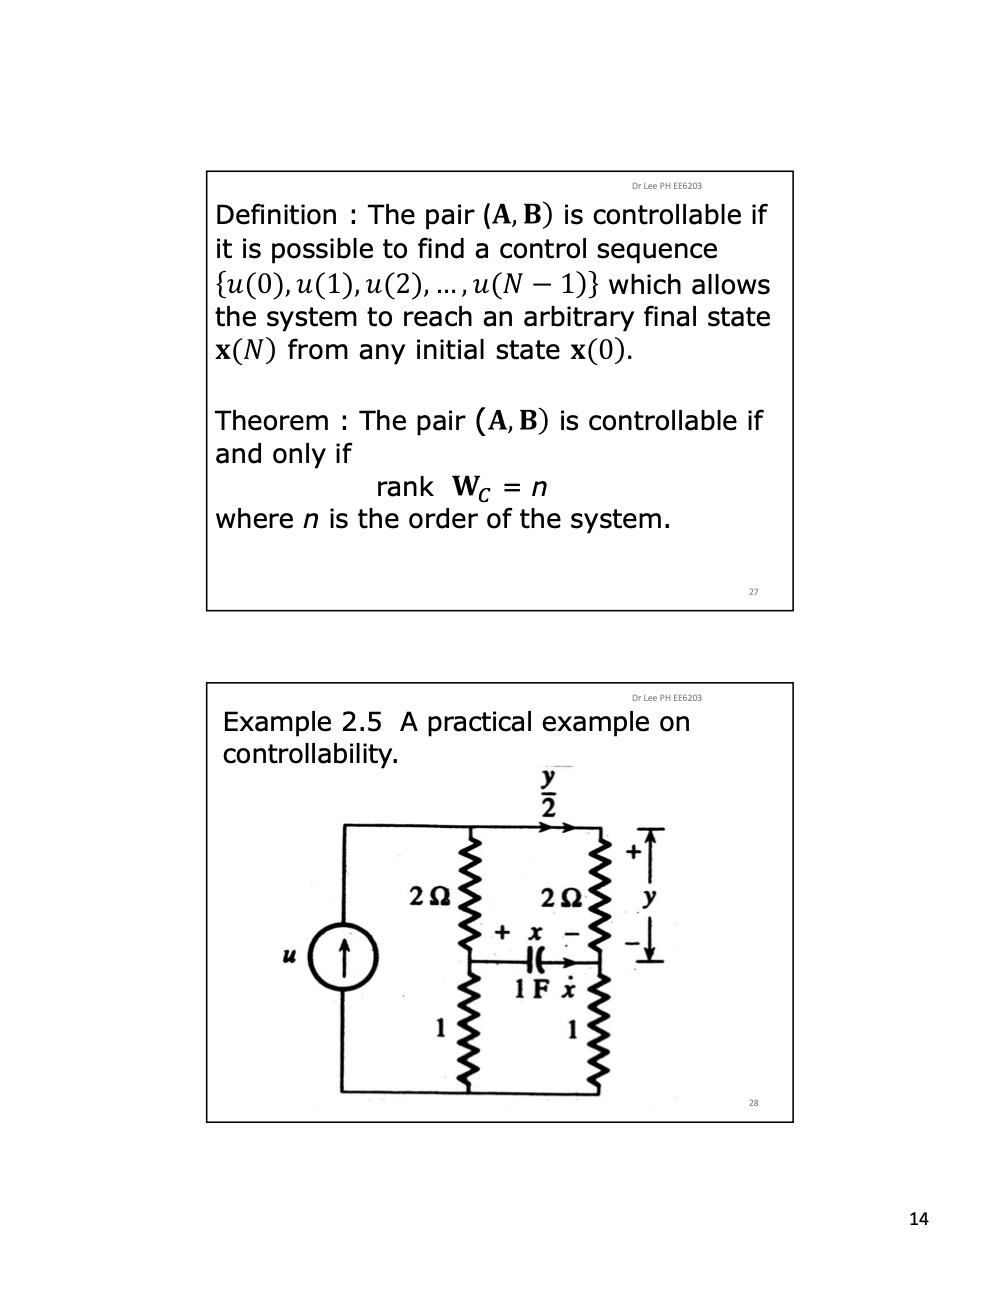 Dr Lee PH EE6203
Definition : The pair (𝐀, 𝐁) is controllable if
it is possible to find a control sequence
{𝑢(0), 𝑢(1), 𝑢(2), … , 𝑢(𝑁 − 1)} which allows
the system to reach an arbitrary final state
𝐱(𝑁) from any initial state 𝐱(0).
Theorem : The pair (𝐀, 𝐁) is controllable if
and only if
rank 𝐖𝐶 = n
where n is the order of the system.
27
Dr Lee PH EE6203
Example 2.5 A practical example on
controllability.
y
2
+
2 Ω
2 Ω
y
+ x −
−
u
1 F ẋ
1
1
28
14